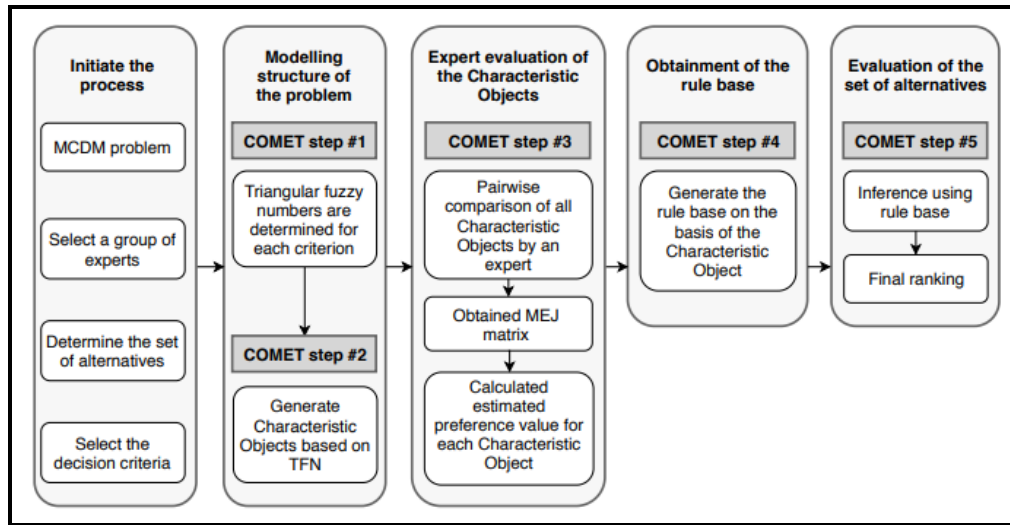 Initiate the
process
MCDM problem
Select a group of
experts
Determine the set
of alternatives
Select the
decision criteria
Modelling
structure of
the problem
COMET step #1
Triangular fuzzy
numbers are
determined for
each criterion
COMET step #2
Generate
Characteristic
Objects based on
TFN
Expert evaluation of
the Characteristic
Objects
COMET step #3
Pairwise
comparison of all
Characteristic
Objects by an
expert
Obtained MEJ
matrix
Calculated
estimated
preference value for
each Characteristic
Object
Obtainment of the
rule base
COMET step #4
Generate the
rule base on the
basis of the
Characteristic
Object
Evaluation of the
set of alternatives
COMET step #5
Inference using
rule base
Final ranking